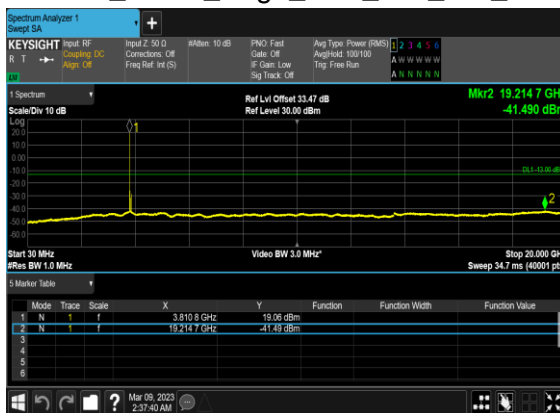 Spectrum Analyzer 1
Swept SA
KEYSIGHT
R T
Input: RF
Coupling: DC
Align: Off
Input Z: 50 Ω
Corrections: Off
Freq Ref: Int (S)
#Atten: 10 dB
PNO: Fast
Gate: Off
IF Gain: Low
Sig Track: Off
Avg Type: Power (RMS)
Avg|Hold: 100/100
Trig: Free Run
1 2 3 4 5 6
A W W W W W
A N N N N N
1 Spectrum
Scale/Div 10 dB
Ref Lvl Offset 33.47 dB
Ref Level 30.00 dBm
Mkr2 19.214 7 GH
-41.490 dBm
Log
20.0
10.0
0.00
-10.0
-20.0
-30.0
-40.0
-50.0
-60.0
1
DL1 -13.00 dB
2
Start 30 MHz
#Res BW 1.0 MHz
Video BW 3.0 MHz*
Stop 20.000 GH
Sweep 34.7 ms (40001 pt
5 Marker Table
Mode Trace Scale X Y Function Function Width Function Value
1 N 1 f 3.810 8 GHz 19.06 dBm
2 N 1 f 19.214 7 GHz -41.49 dBm
3
4
5
6
?
Mar 09, 2023
2:37:40 AM